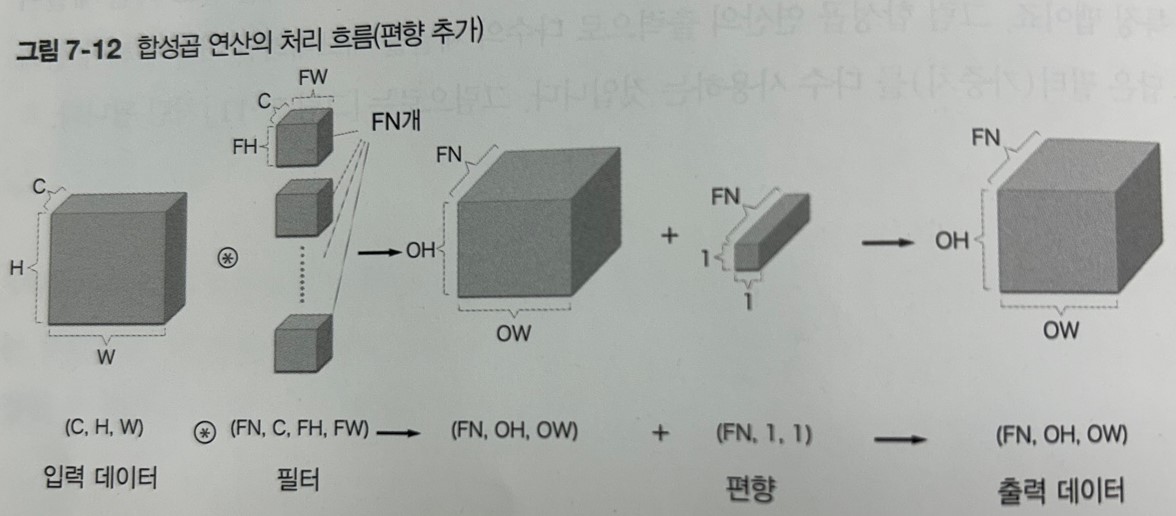 그림 7-12 합성곱 연산의 처리 흐름(편향 추가)
C
H
W
C
FW
FH
FN개
FN
OH
OW
+
FN
1
1
FN
OH
OW
(C, H, W) ⊛ (FN, C, FH, FW) → (FN, OH, OW) + (FN, 1, 1) → (FN, OH, OW)
입력 데이터 필터 편향 출력 데이터